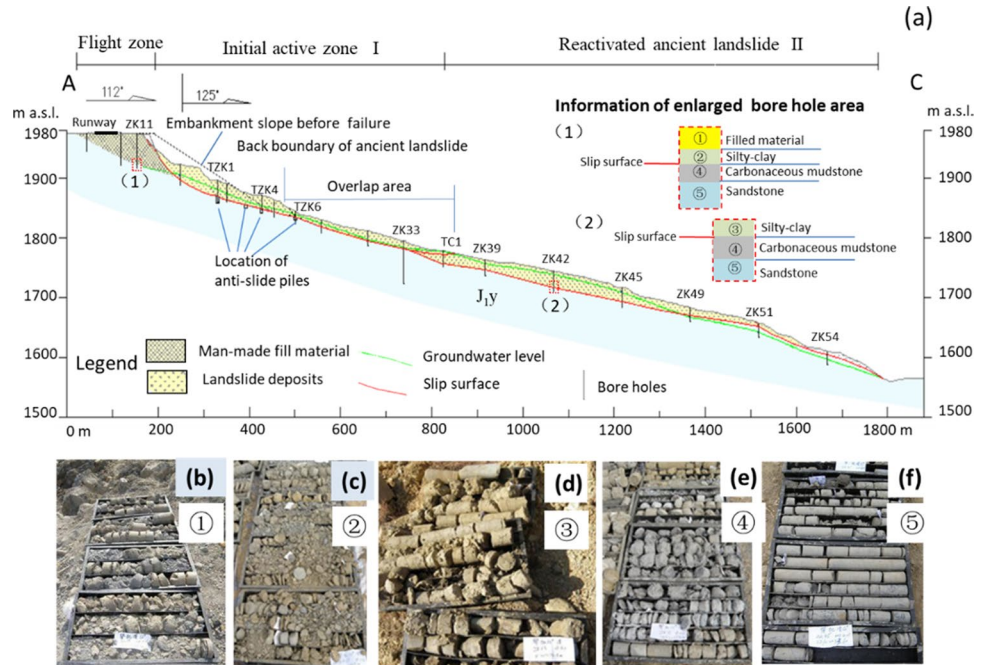 (a)
Flight zone
Initial active zone Ⅰ
Reactivated ancient landslide Ⅱ
A
C
112°
125°
m a.s.l.
m a.s.l.
Runway
ZK11
Embankment slope before failure
Back boundary of ancient landslide
Information of enlarged bore hole area
1980
1900
1800
1700
1600
1500
1980
1900
1800
1700
1600
1500
(1)
TZK1
TZK4
TZK6
Overlap area
ZK33
TC1
ZK39
ZK42
ZK45
ZK49
ZK51
ZK54
Location of
anti-slide piles
J₁y
(2)
(1)
① Filled material
Slip surface ② Silty-clay
④ Carbonaceous mudstone
⑤ Sandstone
(2)
③ Silty-clay
Slip surface
④ Carbonaceous mudstone
⑤ Sandstone
Legend
Man-made fill material
Landslide deposits
Groundwater level
Slip surface
Bore holes
0 m 200 400 600 800 1000 1200 1400 1600 1800 m
(b)
①
(c)
②
(d)
③
(e)
④
(f)
⑤